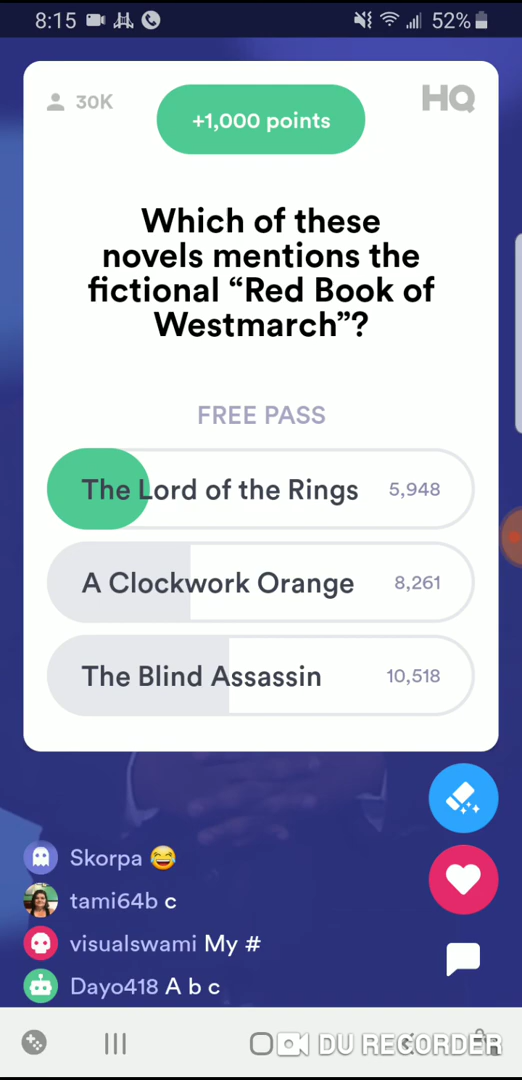 8:15 52%
30K +1,000 points HQ
Which of these
novels mentions the
fictional “Red Book of
Westmarch”?
FREE PASS
The Lord of the Rings 5,948
A Clockwork Orange 8,261
The Blind Assassin 10,518
Skorpa 😂
tami64b c
visualswami My #
Dayo418 A b c
DU RECORDER